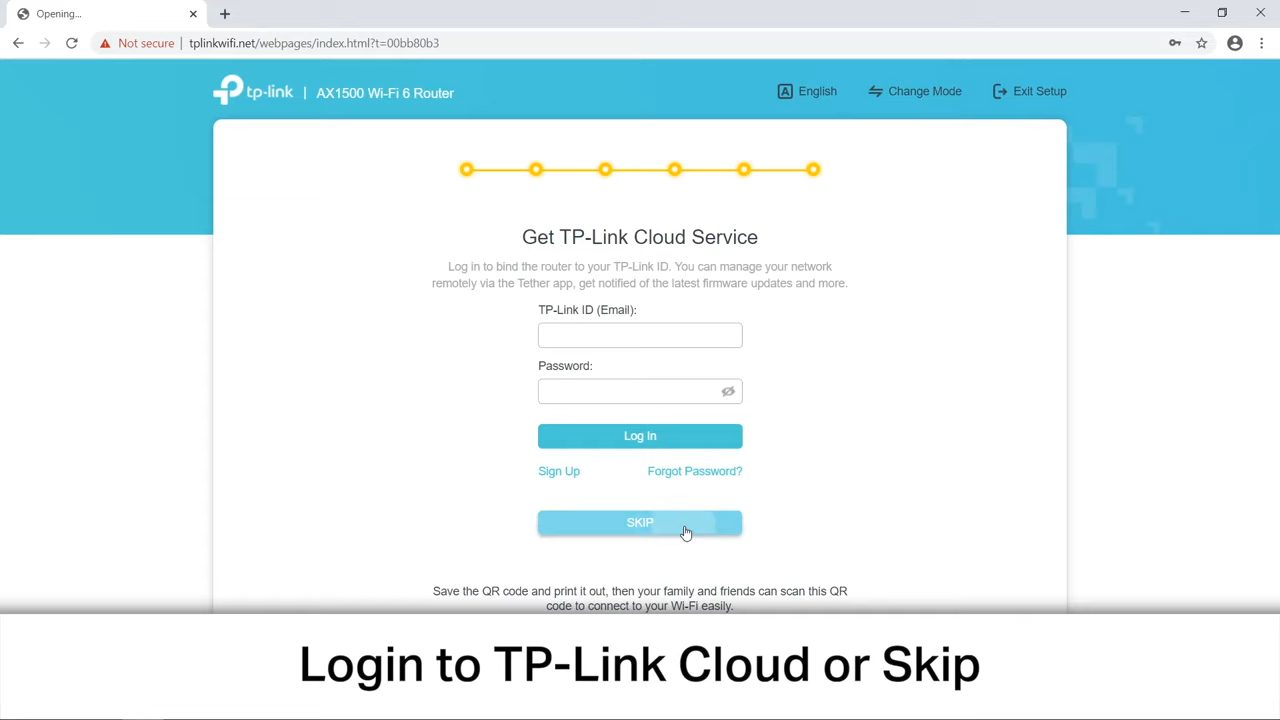 Opening...
Not secure | tplinkwifi.net/webpages/index.html?t=00bb80b3
tp-link | AX1500 Wi-Fi 6 Router
A English
Change Mode
Exit Setup
Get TP-Link Cloud Service
Log in to bind the router to your TP-Link ID. You can manage your network
remotely via the Tether app, get notified of the latest firmware updates and more.
TP-Link ID (Email):
Password:
Log In
Sign Up
Forgot Password?
SKIP
Save the QR code and print it out, then your family and friends can scan this QR
code to connect to your Wi-Fi easily.
Login to TP-Link Cloud or Skip